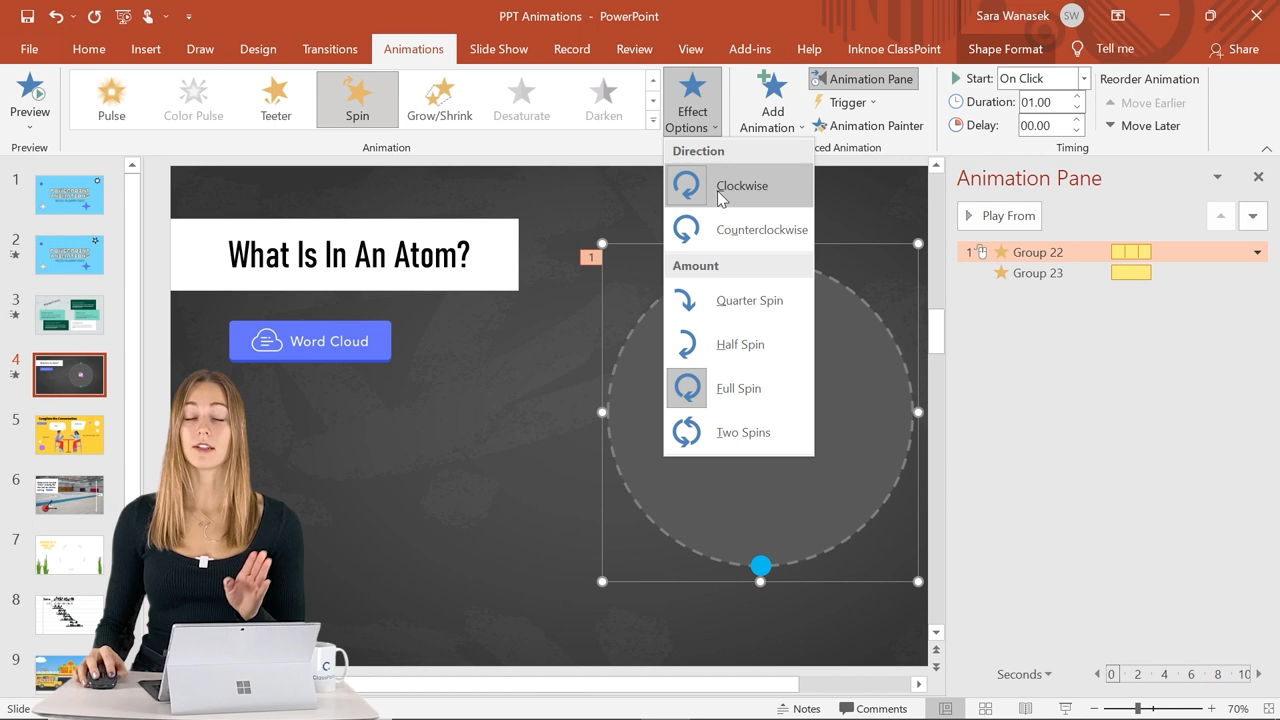 PPT Animations - PowerPoint
Sara Wanasek
SW
File
Home
Insert
Draw
Design
Transitions
Animations
Slide Show
Record
Review
View
Add-ins
Help
Inknoe ClassPoint
Shape Format
Tell me
Share
Preview
Pulse
Color Pulse
Teeter
Spin
Grow/Shrink
Desaturate
Darken
Effect
Options
Add
Animation
Animation Pane
Trigger
Animation Painter
Start: On Click
Duration: 01.00
Delay: 00.00
Reorder Animation
Move Earlier
Move Later
Preview
Animation
ced Animation
Timing
Direction
Clockwise
Counterclockwise
Amount
Quarter Spin
Half Spin
Full Spin
Two Spins
1
2
3
4
5
6
7
8
9
What Is In An Atom?
Word Cloud
1
Animation Pane
Play From
1 Group 22
Group 23
Seconds
0 2 4 6 8 10
C
ClassPoint
Slide
Notes
Comments
70%